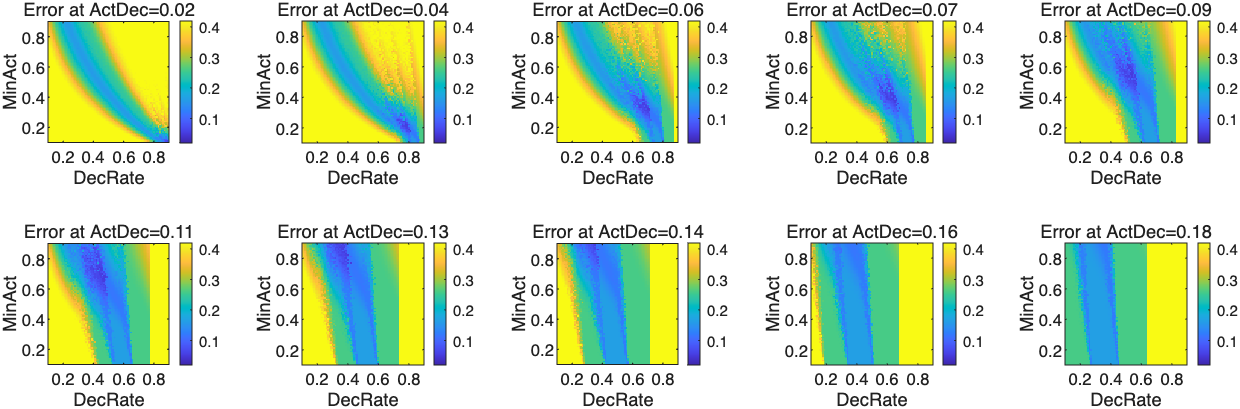 Error at ActDec=0.02
MinAct
0.8
0.6
0.4
0.2
0.2 0.4 0.6 0.8
DecRate
0.4
0.3
0.2
0.1
Error at ActDec=0.04
MinAct
0.8
0.6
0.4
0.2
0.2 0.4 0.6 0.8
DecRate
0.4
0.3
0.2
0.1
Error at ActDec=0.06
MinAct
0.8
0.6
0.4
0.2
0.2 0.4 0.6 0.8
DecRate
0.4
0.3
0.2
0.1
Error at ActDec=0.07
MinAct
0.8
0.6
0.4
0.2
0.2 0.4 0.6 0.8
DecRate
0.4
0.3
0.2
0.1
Error at ActDec=0.09
MinAct
0.8
0.6
0.4
0.2
0.2 0.4 0.6 0.8
DecRate
0.4
0.3
0.2
0.1
Error at ActDec=0.11
MinAct
0.8
0.6
0.4
0.2
0.2 0.4 0.6 0.8
DecRate
0.4
0.3
0.2
0.1
Error at ActDec=0.13
MinAct
0.8
0.6
0.4
0.2
0.2 0.4 0.6 0.8
DecRate
0.4
0.3
0.2
0.1
Error at ActDec=0.14
MinAct
0.8
0.6
0.4
0.2
0.2 0.4 0.6 0.8
DecRate
0.4
0.3
0.2
0.1
Error at ActDec=0.16
MinAct
0.8
0.6
0.4
0.2
0.2 0.4 0.6 0.8
DecRate
0.4
0.3
0.2
0.1
Error at ActDec=0.18
MinAct
0.8
0.6
0.4
0.2
0.2 0.4 0.6 0.8
DecRate
0.4
0.3
0.2
0.1